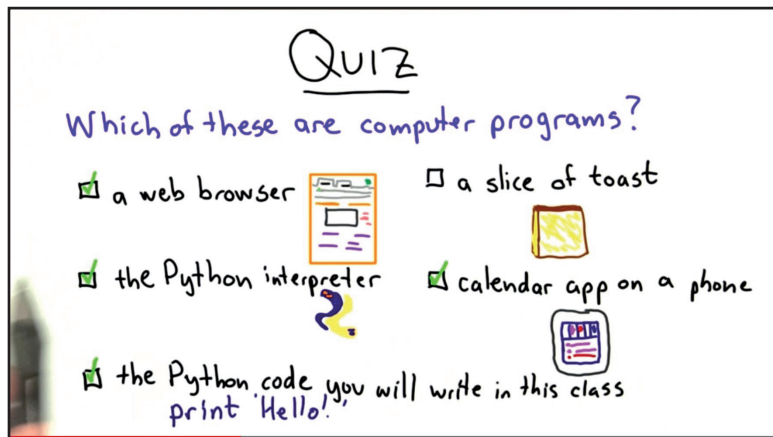 QUIZ
Which of these are computer programs?
a web browser
a slice of toast
the Python interpreter
calendar app on a phone
the Python code you will write in this class
print 'Hello!'